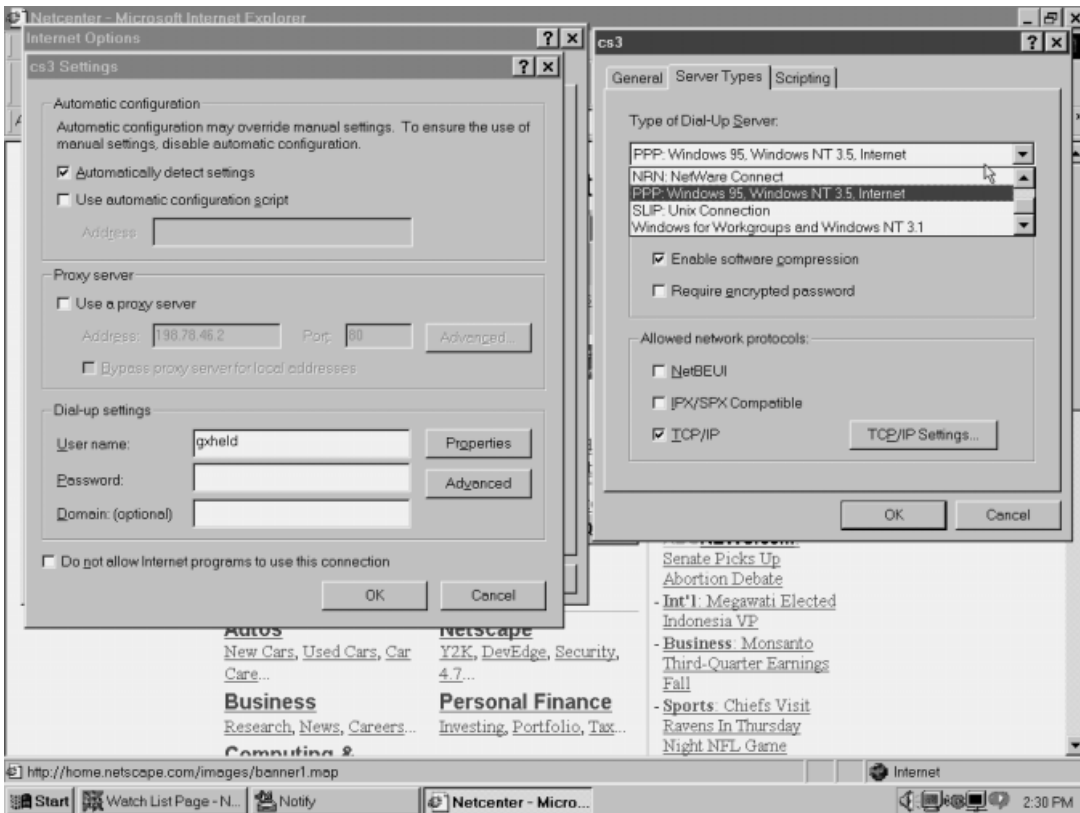 Netcenter - Microsoft Internet Explorer
Internet Options
cs3 Settings
Automatic configuration
Automatic configuration may override manual settings. To ensure the use of
manual settings, disable automatic configuration.
Automatically detect settings
Use automatic configuration script
Address
Proxy server
Use a proxy server
Address: 198.78.46.2 Port: 80 Advanced...
Bypass proxy server for local addresses
Dial-up settings
User name: gxheld Properties
Password: Advanced
Domain: (optional)
Do not allow Internet programs to use this connection
OK Cancel
cs3
General Server Types Scripting
Type of Dial-Up Server:
PPP: Windows 95, Windows NT 3.5, Internet
NRN: NetWare Connect
PPP: Windows 95, Windows NT 3.5, Internet
SLIP: Unix Connection
Windows for Workgroups and Windows NT 3.1
Enable software compression
Require encrypted password
Allowed network protocols:
NetBEUI
IPX/SPX Compatible
TCP/IP TCP/IP Settings...
OK Cancel
Autos
New Cars, Used Cars, Car
Care...
Business
Research, News, Careers...
Computing &
Netscape
Y2K, DevEdge, Security,
4.7...
Personal Finance
Investing, Portfolio, Tax...
Senate Picks Up
Abortion Debate
- Int'l: Megawati Elected
Indonesia VP
- Business: Monsanto
Third-Quarter Earnings
Fall
- Sports: Chiefs Visit
Ravens In Thursday
Night NFL Game
http://home.netscape.com/images/banner1.map Internet
Start Watch List Page - N... Notify Netcenter - Micro... 2:30 PM